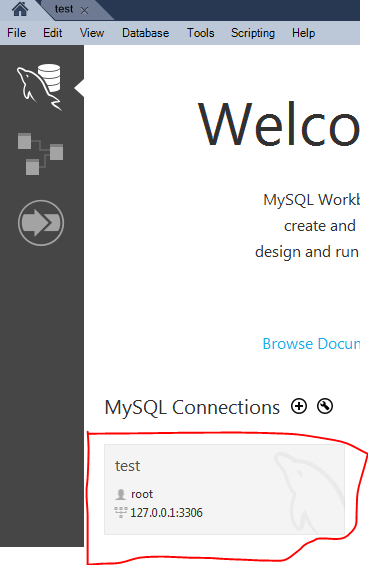 test ×
File Edit View Database Tools Scripting Help
Welco
MySQL Workb
create and
design and run
Browse Docum
MySQL Connections
test
root
127.0.0.1:3306